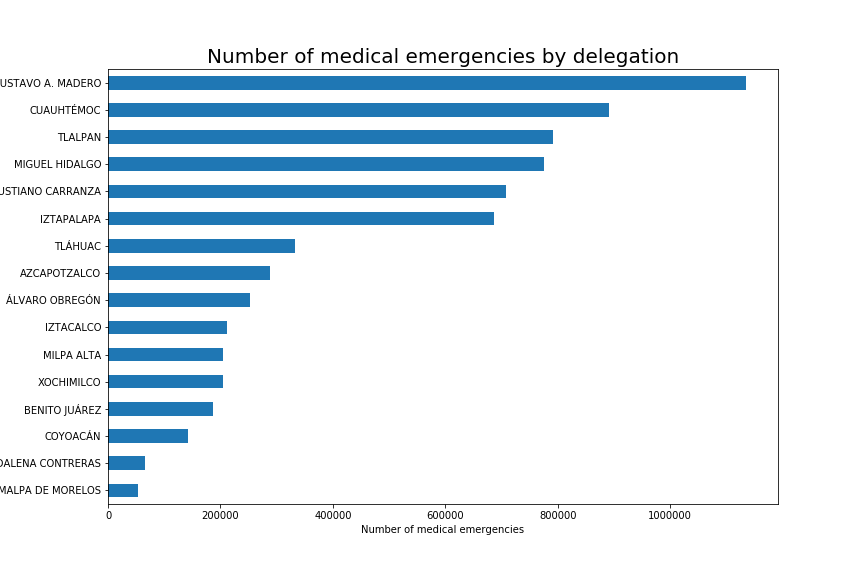 Number of medical emergencies by delegation
USTAVO A. MADERO
CUAUHTÉMOC
TLALPAN
MIGUEL HIDALGO
USTIANO CARRANZA
IZTAPALAPA
TLÁHUAC
AZCAPOTZALCO
ÁLVARO OBREGÓN
IZTACALCO
MILPA ALTA
XOCHIMILCO
BENITO JUÁREZ
COYOACÁN
DALENA CONTRERAS
MALPA DE MORELOS
0 200000 400000 600000 800000 1000000
Number of medical emergencies